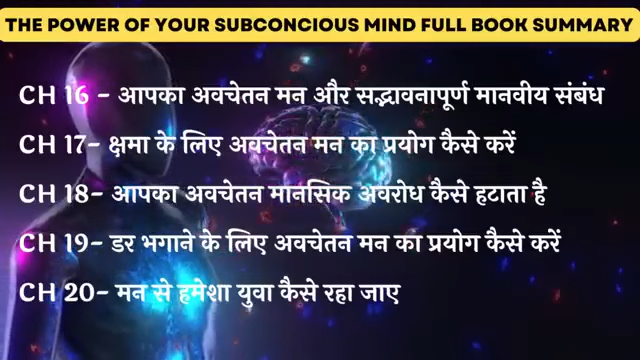 THE POWER OF YOUR SUBCONCIOUS MIND FULL BOOK SUMMARY
CH 16 - आपका अवचेतन मन और सद्भावनापूर्ण मानवीय संबंध
CH 17- क्षमा के लिए अवचेतन मन का प्रयोग कैसे करें
CH 18- आपका अवचेतन मानसिक अवरोध कैसे हटाता है
CH 19- डर भगाने के लिए अवचेतन मन का प्रयोग कैसे करें
CH 20- मन से हमेशा युवा कैसे रहा जाए